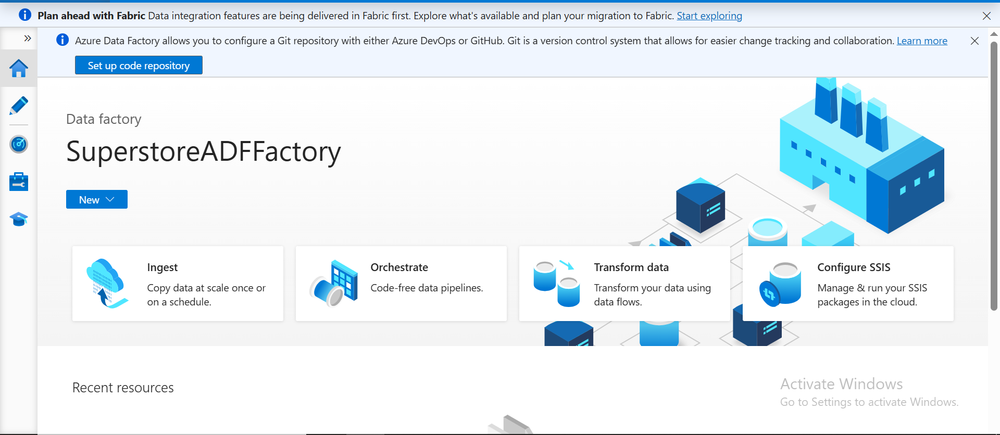 Plan ahead with Fabric Data integration features are being delivered in Fabric first. Explore what's available and plan your migration to Fabric. Start exploring
Azure Data Factory allows you to configure a Git repository with either Azure DevOps or GitHub. Git is a version control system that allows for easier change tracking and collaboration. Learn more
Set up code repository
Data factory
SuperstoreADFFactory
New
Ingest
Copy data at scale once or
on a schedule.
Orchestrate
Code-free data pipelines.
Transform data
Transform your data using
data flows.
Configure SSIS
Manage & run your SSIS
packages in the cloud.
Recent resources
Activate Windows
Go to Settings to activate Windows.